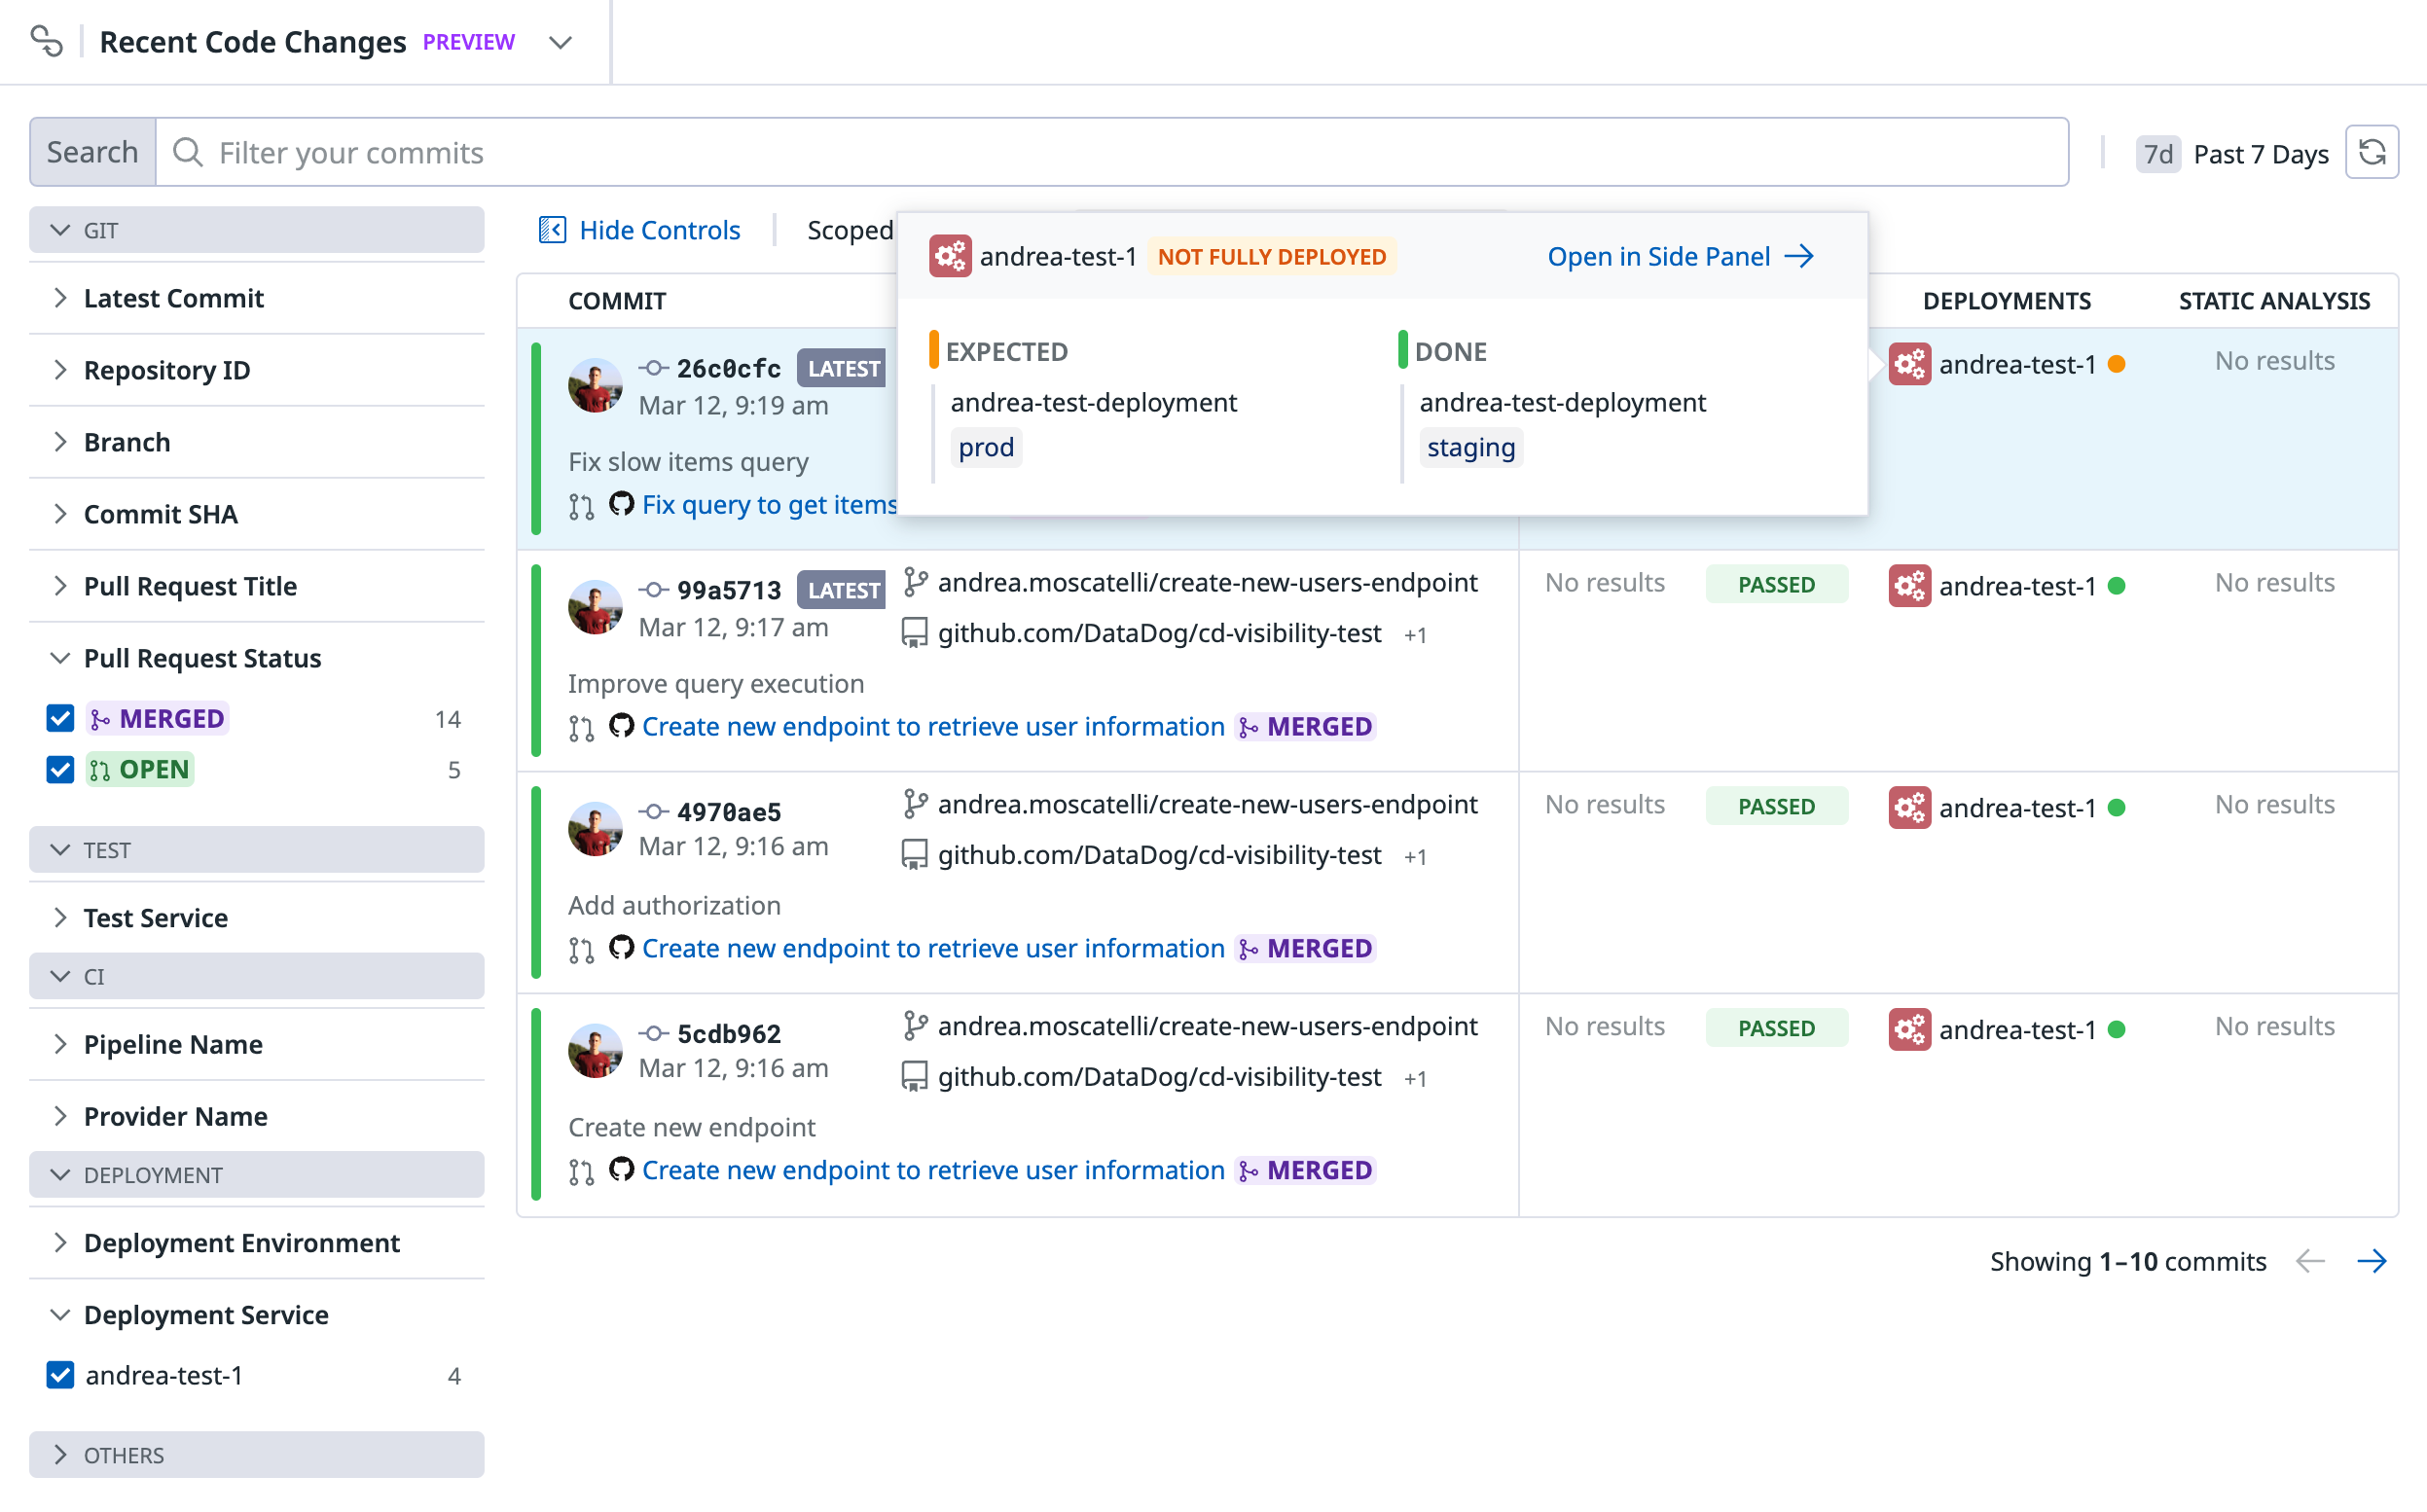 Recent Code Changes PREVIEW
Search Filter your commits
7d Past 7 Days
GIT
Latest Commit
Repository ID
Branch
Commit SHA
Pull Request Title
Pull Request Status
MERGED 14
OPEN 5
TEST
Test Service
CI
Pipeline Name
Provider Name
DEPLOYMENT
Deployment Environment
Deployment Service
andrea-test-1 4
OTHERS
Hide Controls Scoped
andrea-test-1 NOT FULLY DEPLOYED Open in Side Panel
EXPECTED DONE
andrea-test-deployment andrea-test-deployment
prod staging
COMMIT DEPLOYMENTS STATIC ANALYSIS
26c0cfc LATEST andrea-test-1 No results
Mar 12, 9:19 am
Fix slow items query
Fix query to get items
99a5713 LATEST andrea.moscatelli/create-new-users-endpoint No results PASSED andrea-test-1 No results
Mar 12, 9:17 am github.com/DataDog/cd-visibility-test +1
Improve query execution
Create new endpoint to retrieve user information MERGED
4970ae5 andrea.moscatelli/create-new-users-endpoint No results PASSED andrea-test-1 No results
Mar 12, 9:16 am github.com/DataDog/cd-visibility-test +1
Add authorization
Create new endpoint to retrieve user information MERGED
5cdb962 andrea.moscatelli/create-new-users-endpoint No results PASSED andrea-test-1 No results
Mar 12, 9:16 am github.com/DataDog/cd-visibility-test +1
Create new endpoint
Create new endpoint to retrieve user information MERGED
Showing 1–10 commits